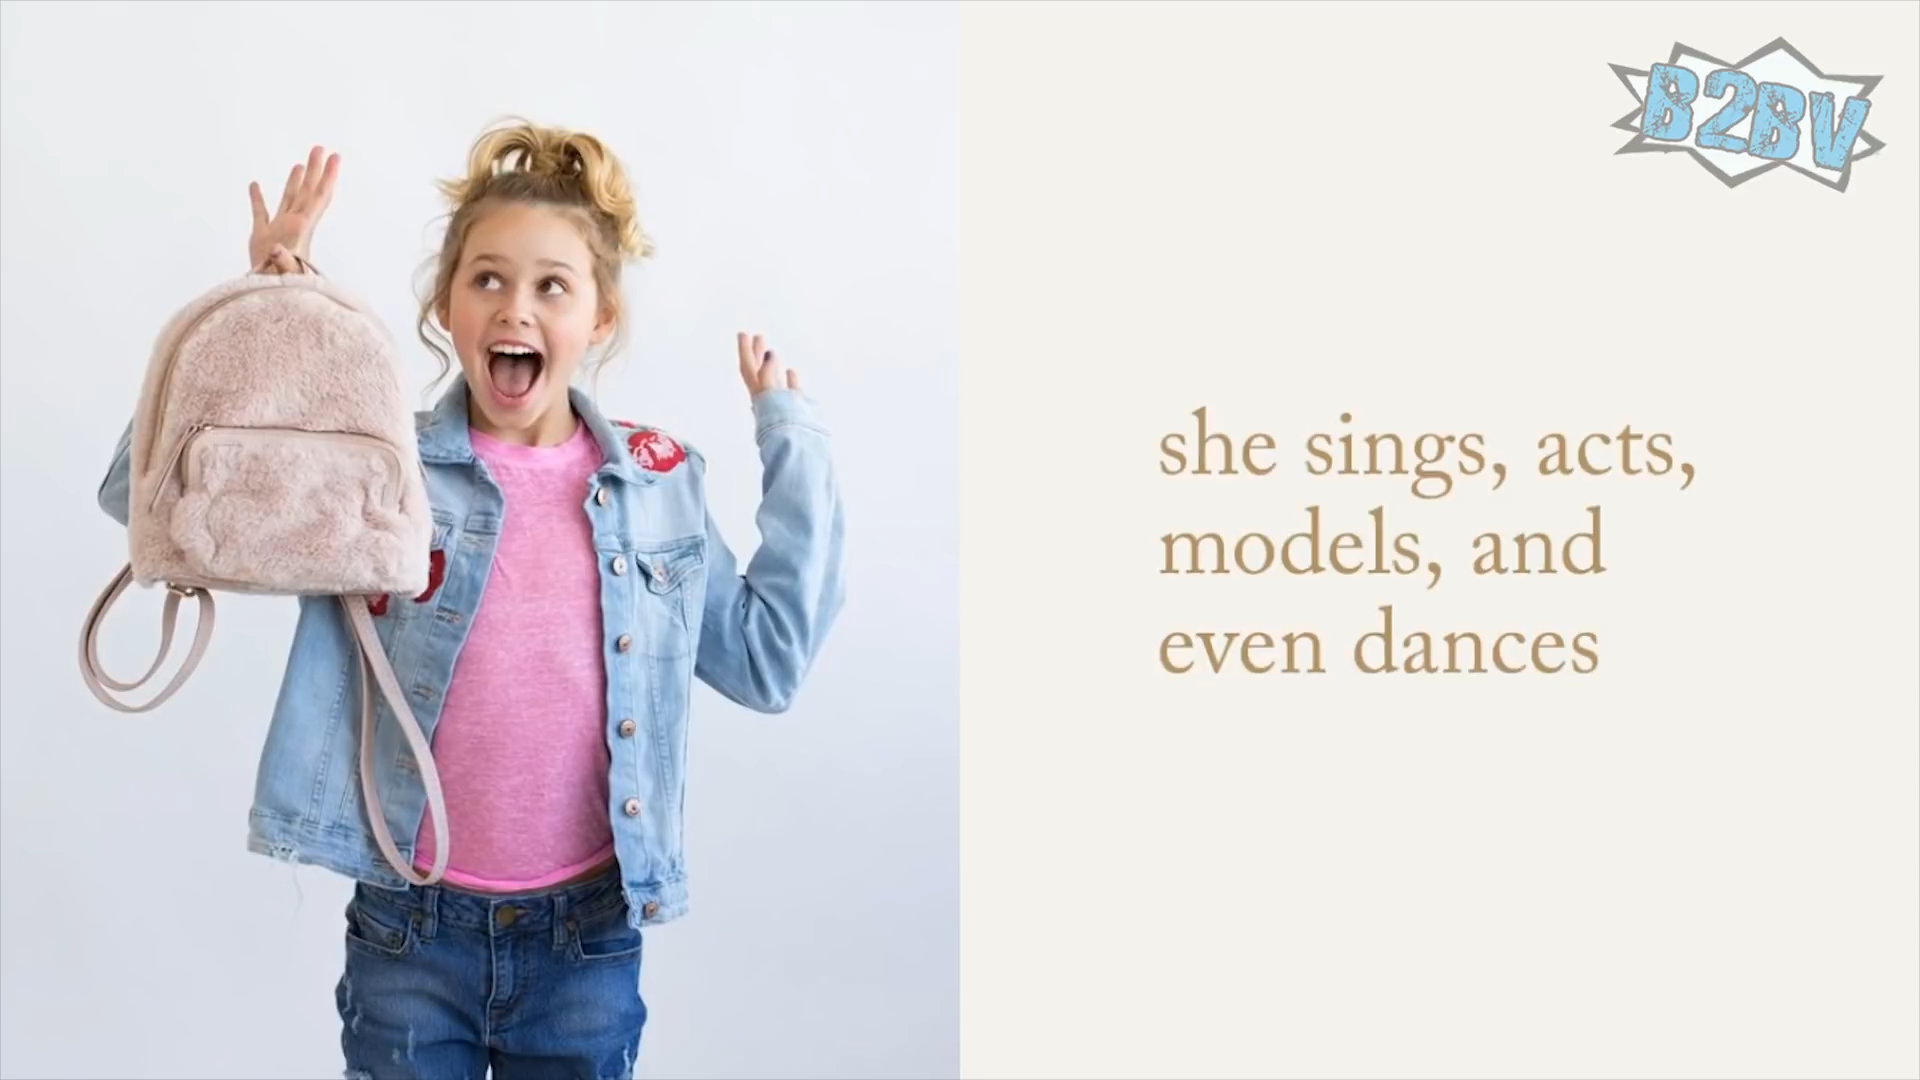 B2BV
she sings, acts,
models, and
even dances